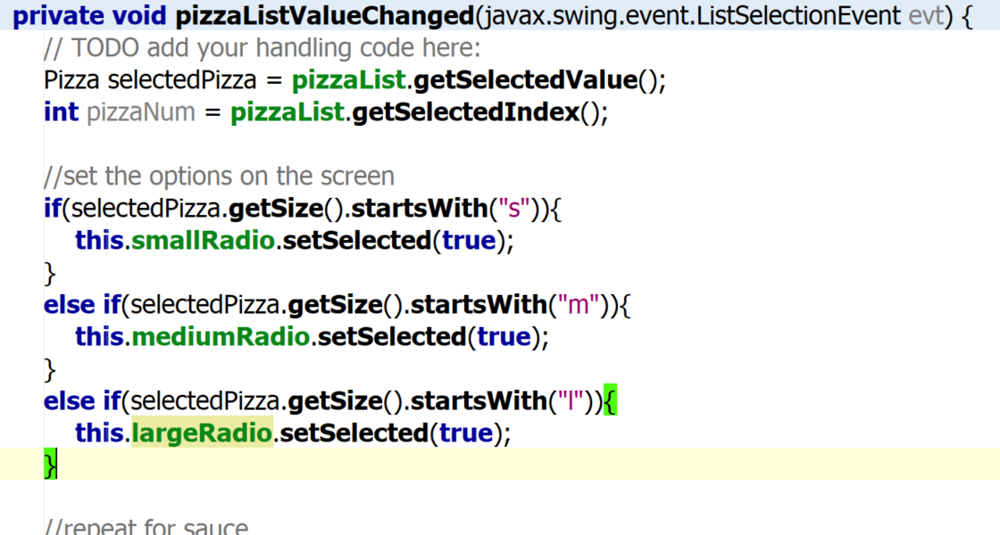 private void pizzaListValueChanged(javax.swing.event.ListSelectionEvent evt) {
// TODO add your handling code here:
Pizza selectedPizza = pizzaList.getSelectedValue();
int pizzaNum = pizzaList.getSelectedIndex();
//set the options on the screen
if(selectedPizza.getSize().startsWith("s")){
this.smallRadio.setSelected(true);
}
else if(selectedPizza.getSize().startsWith("m")){
this.mediumRadio.setSelected(true);
}
else if(selectedPizza.getSize().startsWith("l")){
this.largeRadio.setSelected(true);
}
//repeat for sauce